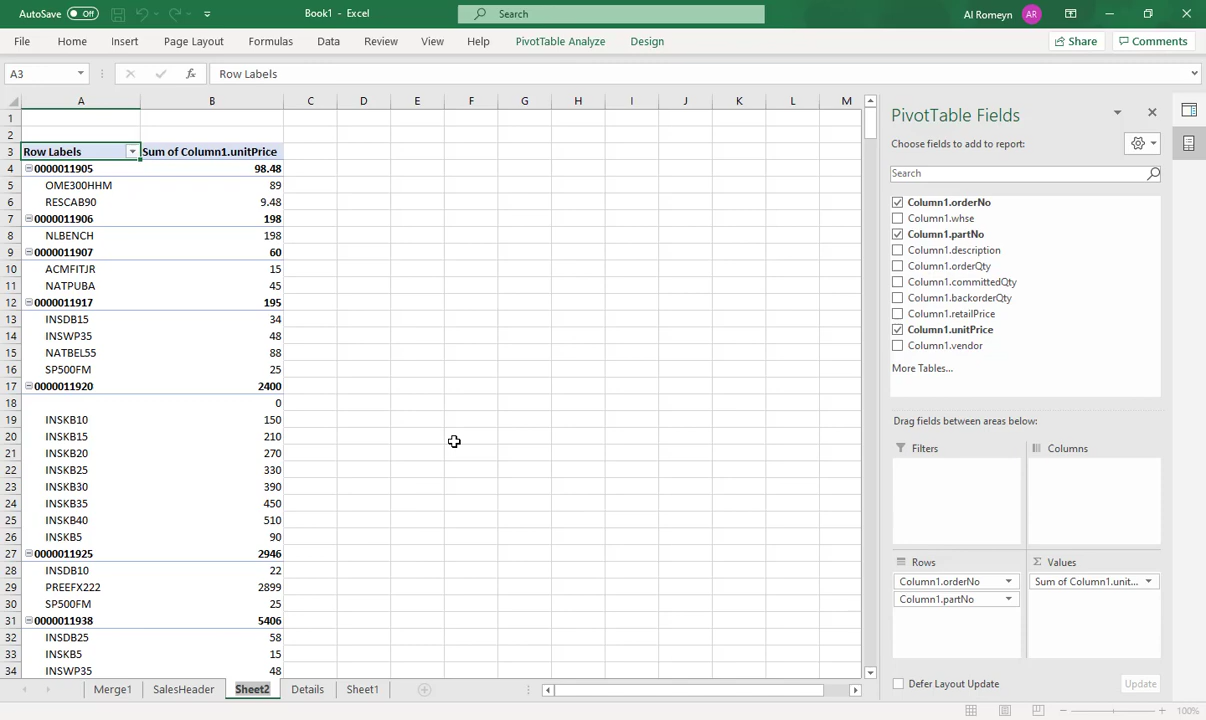 AutoSave Off Book1 - Excel Search Al Romeyn AR
File Home Insert Page Layout Formulas Data Review View Help PivotTable Analyze Design Share Comments
A3 fx Row Labels
A B C D E F G H I J K L M
1
2
3 Row Labels Sum of Column1.unitPrice
4 0000011905 98.48
5 OME300HHM 89
6 RESCAB90 9.48
7 0000011906 198
8 NLBENCH 198
9 0000011907 60
10 ACMFITJR 15
11 NATPUBA 45
12 0000011917 195
13 INSDB15 34
14 INSWP35 48
15 NATBEL55 88
16 SP500FM 25
17 0000011920 2400
18 0
19 INSKB10 150
20 INSKB15 210
21 INSKB20 270
22 INSKB25 330
23 INSKB30 390
24 INSKB35 450
25 INSKB40 510
26 INSKB5 90
27 0000011925 2946
28 INSDB10 22
29 PREEFX222 2899
30 SP500FM 25
31 0000011938 5406
32 INSDB25 58
33 INSKB5 15
34 INSWP35 48
Merge1 SalesHeader Sheet2 Details Sheet1
PivotTable Fields
Choose fields to add to report:
Search
Column1.orderNo
Column1.whse
Column1.partNo
Column1.description
Column1.orderQty
Column1.committedQty
Column1.backorderQty
Column1.retailPrice
Column1.unitPrice
Column1.vendor
More Tables...
Drag fields between areas below:
Filters Columns
Rows Σ Values
Column1.orderNo Sum of Column1.unit...
Column1.partNo
Defer Layout Update Update
100%